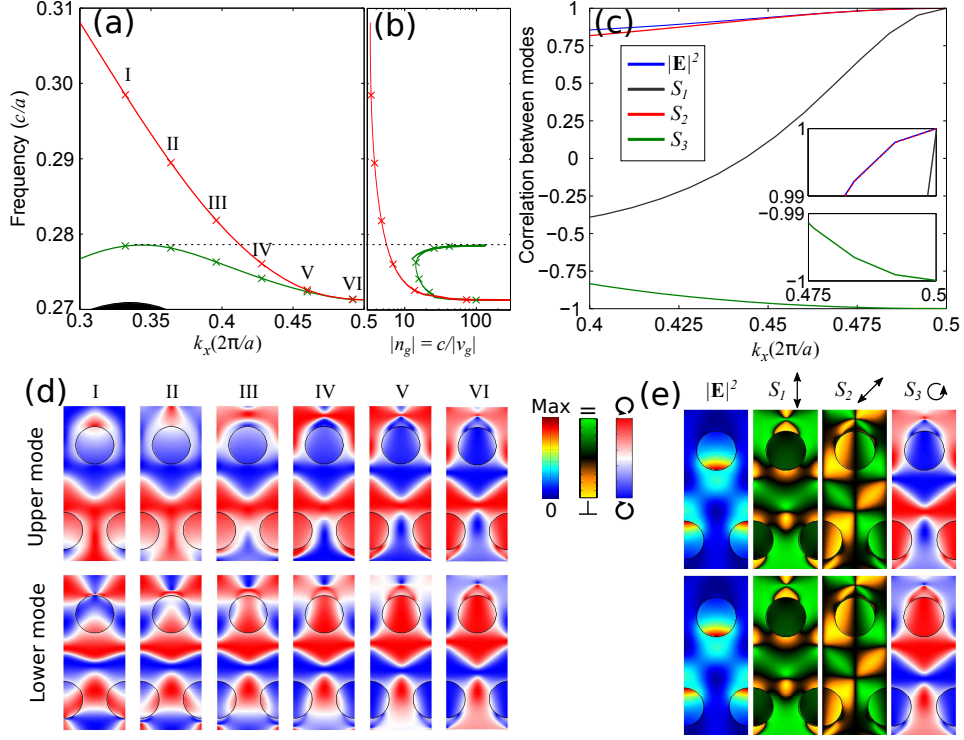 (a)
Frequency (c/a)
0.31
0.30
0.29
0.28
0.27
I
II
III
IV
V
VI
0.3
0.35
0.4
0.45
0.5
kₓ(2π/a)
(b)
5
10
100
|n_g| = c/|v_g|
(c)
Correlation between modes
1
0.75
0.5
0.25
0
−0.25
−0.5
−0.75
−1
|E|²
S₁
S₂
S₃
1
0.99
−0.99
−1
0.475
0.5
0.4
0.425
0.45
0.475
0.5
kₓ(2π/a)
(d)
I II III IV V VI
Upper mode
Lower mode
Max
0
=
⊥
(e)
|E|² S₁ S₂ S₃